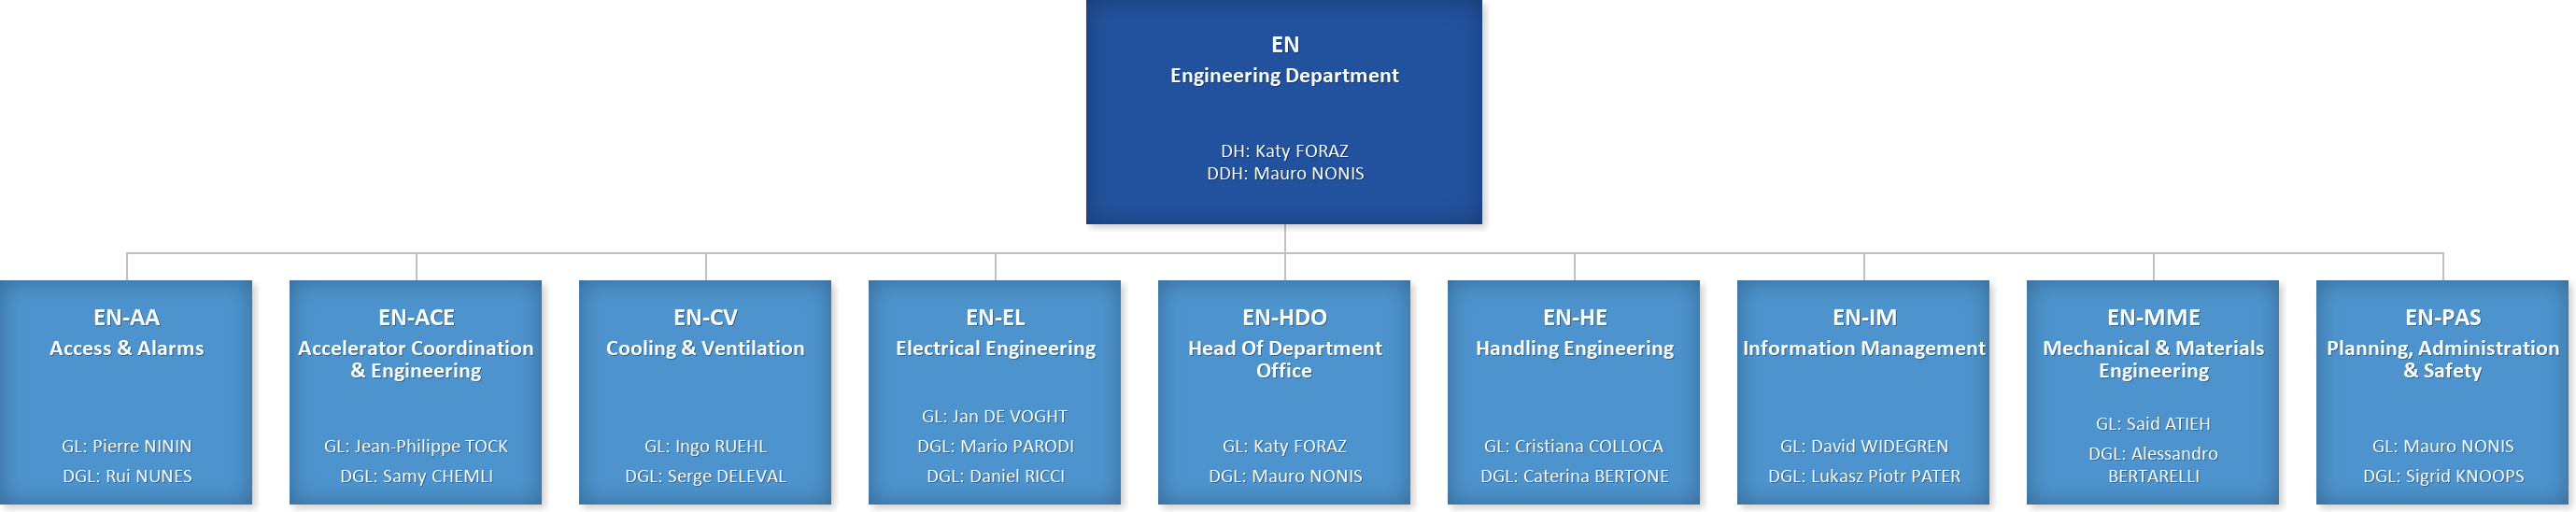 EN
Engineering Department
DH: Katy FORAZ
DDH: Mauro NONIS
EN-AA
Access & Alarms
GL: Pierre NININ
DGL: Rui NUNES
EN-ACE
Accelerator Coordination
& Engineering
GL: Jean-Philippe TOCK
DGL: Samy CHEMLI
EN-CV
Cooling & Ventilation
GL: Ingo RUEHL
DGL: Serge DELEVAL
EN-EL
Electrical Engineering
GL: Jan DE VOGHT
DGL: Mario PARODI
DGL: Daniel RICCI
EN-HDO
Head Of Department
Office
GL: Katy FORAZ
DGL: Mauro NONIS
EN-HE
Handling Engineering
GL: Cristiana COLLOCA
DGL: Caterina BERTONE
EN-IM
Information Management
GL: David WIDEGREN
DGL: Lukasz Piotr PATER
EN-MME
Mechanical & Materials
Engineering
GL: Said ATIEH
DGL: Alessandro
BERTARELLI
EN-PAS
Planning, Administration
& Safety
GL: Mauro NONIS
DGL: Sigrid KNOOPS